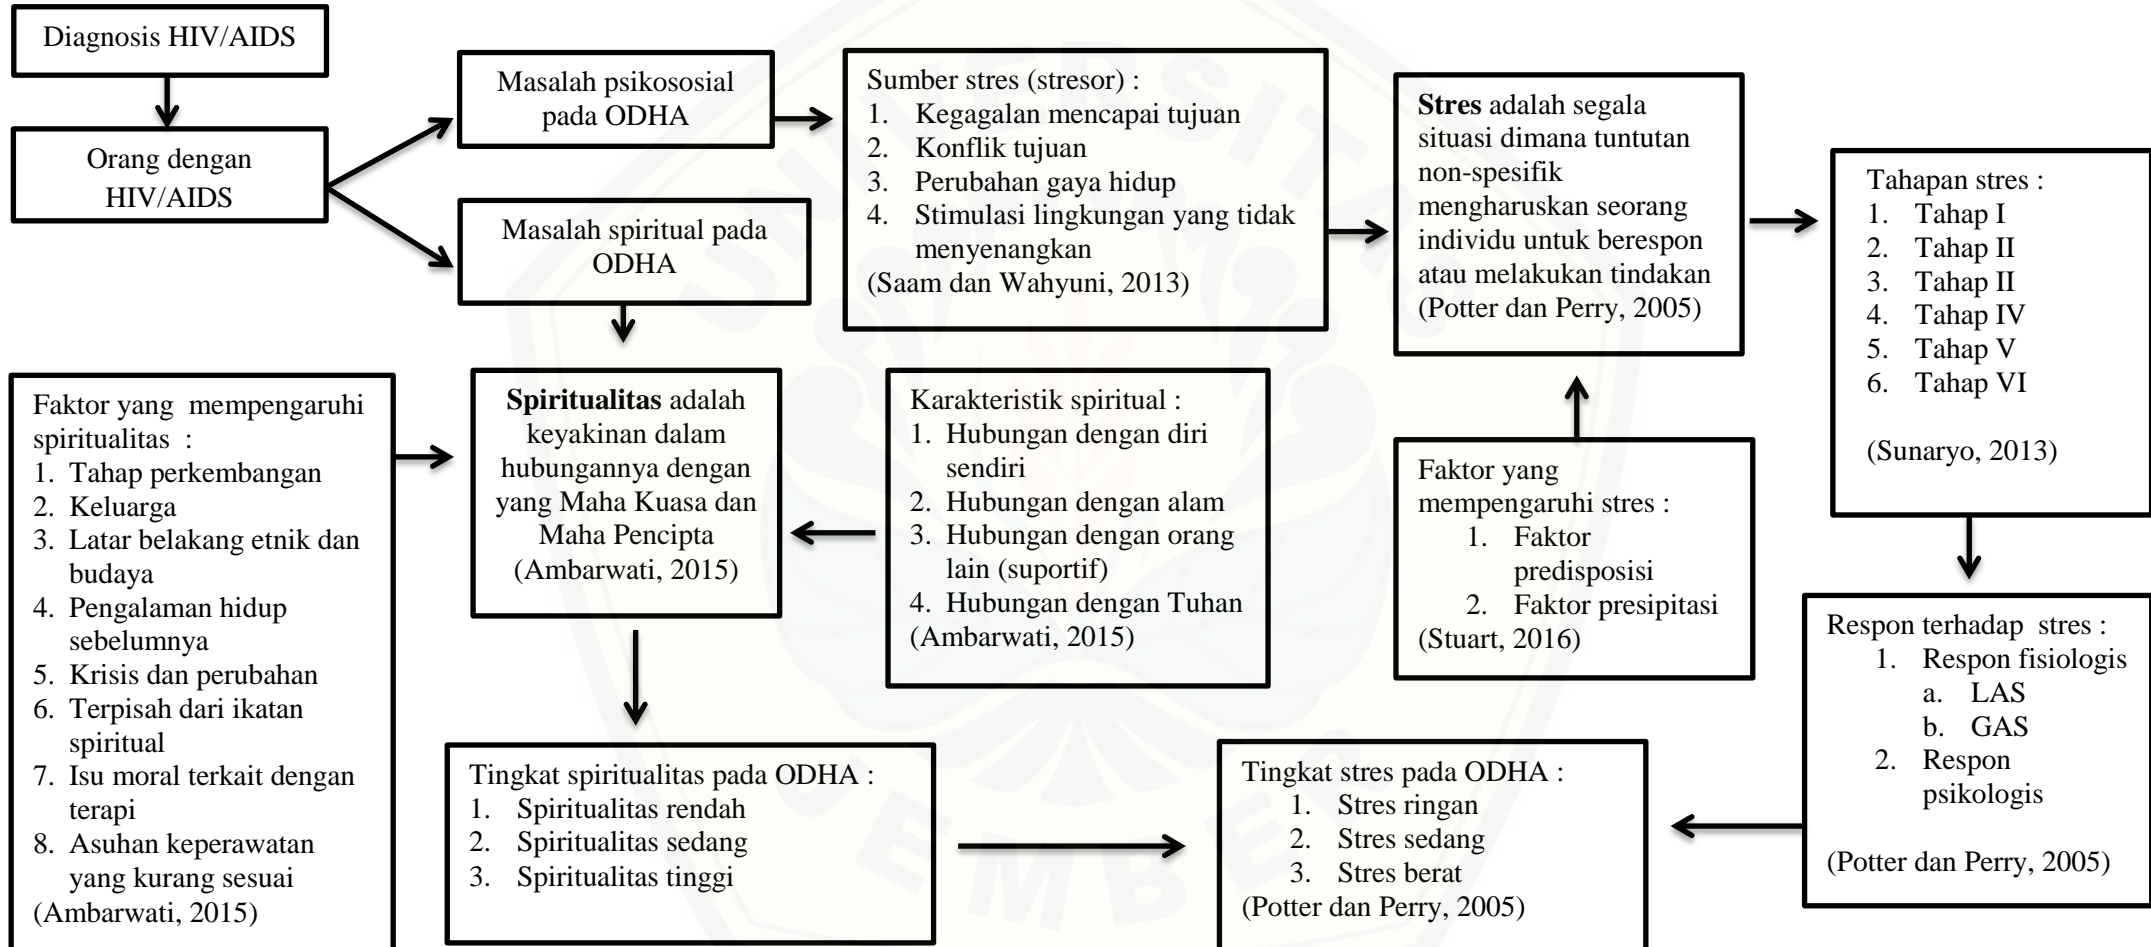 Diagnosis HIV/AIDS
Orang dengan
HIV/AIDS
Masalah psikososial
pada ODHA
Masalah spiritual pada
ODHA
Sumber stres (stresor) :
1. Kegagalan mencapai tujuan
2. Konflik tujuan
3. Perubahan gaya hidup
4. Stimulasi lingkungan yang tidak
menyenangkan
(Saam dan Wahyuni, 2013)
Stres adalah segala
situasi dimana tuntutan
non-spesifik
mengharuskan seorang
individu untuk berespon
atau melakukan tindakan
(Potter dan Perry, 2005)
Tahapan stres :
1. Tahap I
2. Tahap II
3. Tahap II
4. Tahap IV
5. Tahap V
6. Tahap VI
(Sunaryo, 2013)
Faktor yang mempengaruhi
spiritualitas :
1. Tahap perkembangan
2. Keluarga
3. Latar belakang etnik dan
budaya
4. Pengalaman hidup
sebelumnya
5. Krisis dan perubahan
6. Terpisah dari ikatan
spiritual
7. Isu moral terkait dengan
terapi
8. Asuhan keperawatan
yang kurang sesuai
(Ambarwati, 2015)
Spiritualitas adalah
keyakinan dalam
hubungannya dengan
yang Maha Kuasa dan
Maha Pencipta
(Ambarwati, 2015)
Karakteristik spiritual :
1. Hubungan dengan diri
sendiri
2. Hubungan dengan alam
3. Hubungan dengan orang
lain (suportif)
4. Hubungan dengan Tuhan
(Ambarwati, 2015)
Faktor yang
mempengaruhi stres :
1. Faktor
predisposisi
2. Faktor presipitasi
(Stuart, 2016)
Respon terhadap stres :
1. Respon fisiologis
a. LAS
b. GAS
2. Respon
psikologis
(Potter dan Perry, 2005)
Tingkat spiritualitas pada ODHA :
1. Spiritualitas rendah
2. Spiritualitas sedang
3. Spiritualitas tinggi
Tingkat stres pada ODHA :
1. Stres ringan
2. Stres sedang
3. Stres berat
(Potter dan Perry, 2005)
UNIVERSITAS
JEMBER